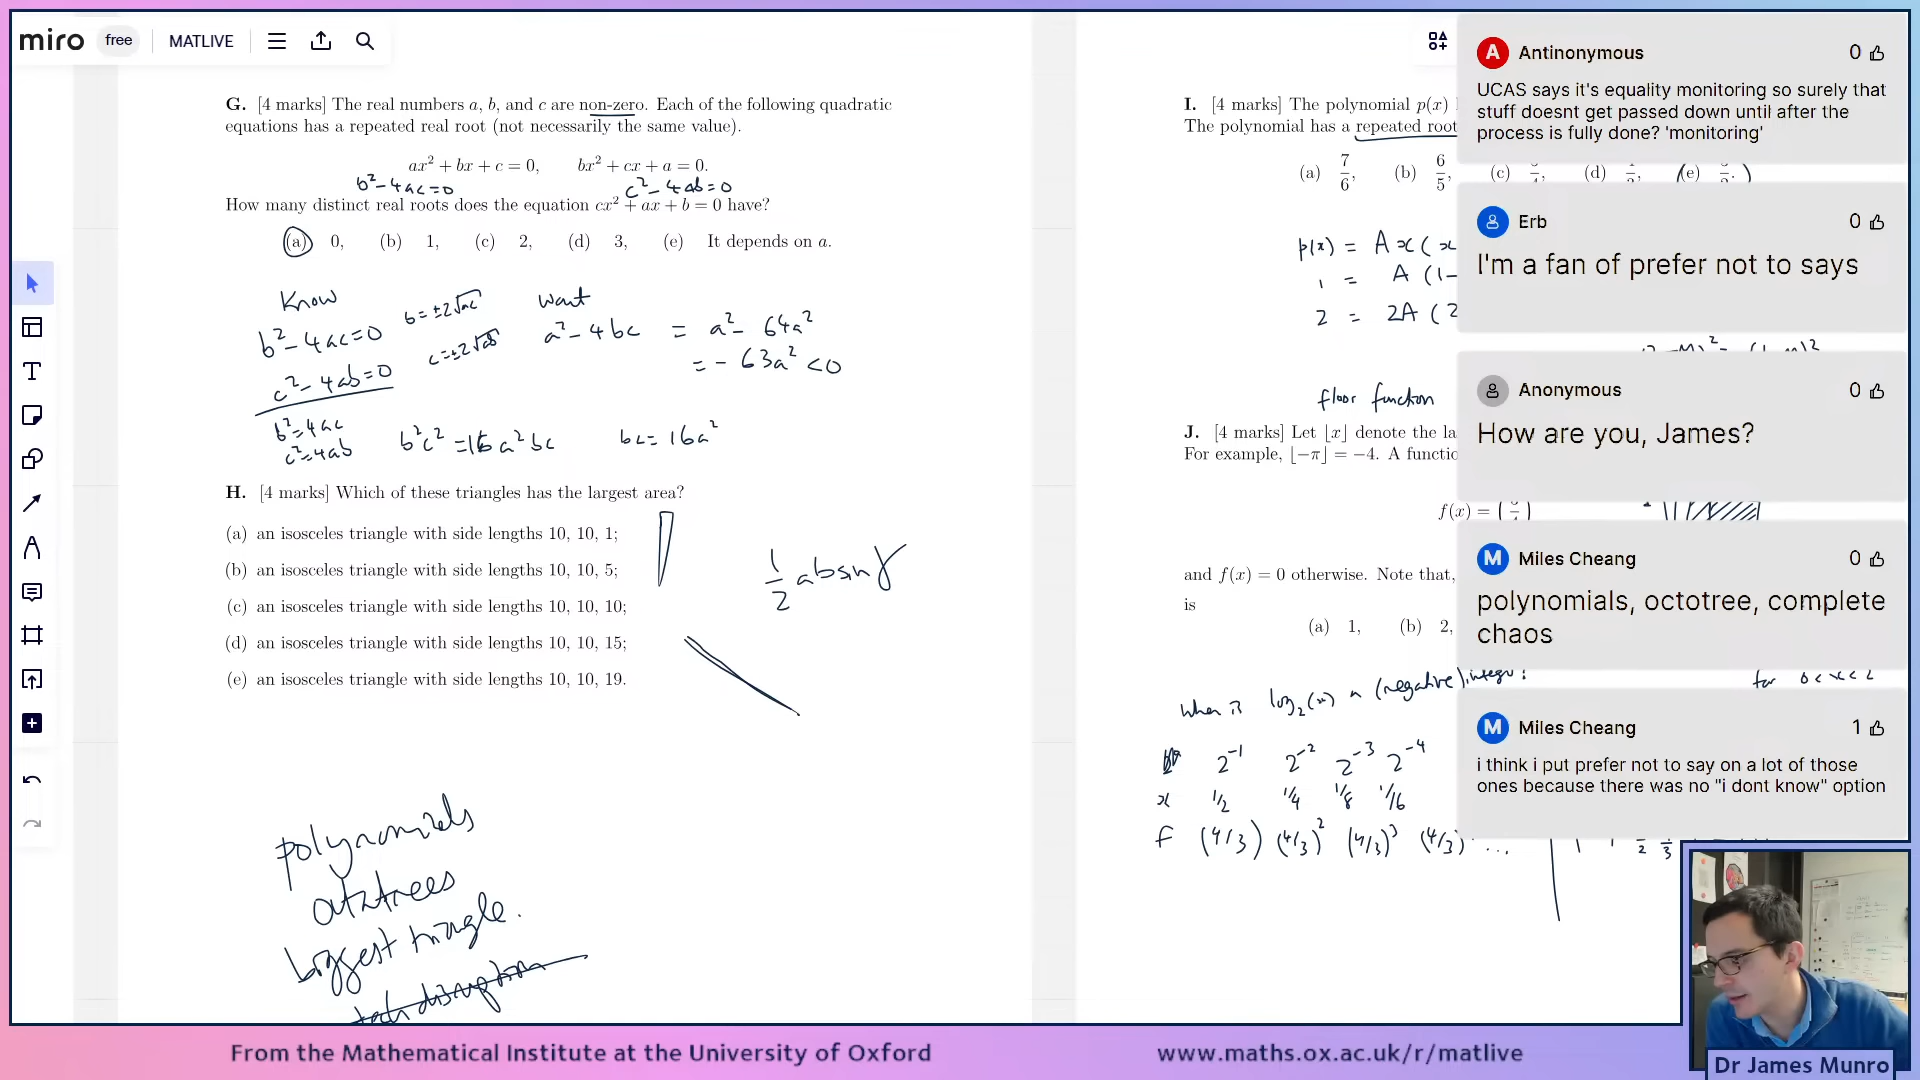 miro free MATLIVE
G. [4 marks] The real numbers a, b, and c are non-zero. Each of the following quadratic
equations has a repeated real root (not necessarily the same value).
ax² + bx + c = 0, bx² + cx + a = 0.
b²-4ac=0 c²-4ab=0
How many distinct real roots does the equation cx² + ax + b = 0 have?
(a) 0, (b) 1, (c) 2, (d) 3, (e) It depends on a.
Know
b=±2√ac
want
b²-4ac=0
a²-4bc = a²- 64a²
c=±2√ab
= - 63a² <0
c²-4ab=0
b²=4ac
c²=4ab
b²c²=16a²bc
bc=16a²
H. [4 marks] Which of these triangles has the largest area?
(a) an isosceles triangle with side lengths 10, 10, 1;
(b) an isosceles triangle with side lengths 10, 10, 5;
(c) an isosceles triangle with side lengths 10, 10, 10;
(d) an isosceles triangle with side lengths 10, 10, 15;
(e) an isosceles triangle with side lengths 10, 10, 19.
1/2 ab sin γ
polynomials
biggest triangle.
tech disruption
I. [4 marks] The polynomial p(x)
The polynomial has a repeated root
(a) 7/6, (b) 6/5, (c) (d) (e)
p(x) = Ax(x
1 = A(1-
2 = 2A(2
floor function
J. [4 marks] Let ⌊x⌋ denote the la
For example, ⌊−π⌋ = −4. A functio
f(x) =
and f(x) = 0 otherwise. Note that,
is
(a) 1, (b) 2,
When is log₂(x) a (negative) integer?
for 0<x<2
2⁻¹ 2⁻² 2⁻³ 2⁻⁴
x 1/2 1/4 1/8 1/16
f (4/3) (4/3)² (4/3)³ (4/3) ...
A Antinonymous 0
UCAS says it's equality monitoring so surely that
stuff doesnt get passed down until after the
process is fully done? 'monitoring'
Erb 0
I'm a fan of prefer not to says
Anonymous 0
How are you, James?
M Miles Cheang 0
polynomials, octotree, complete
chaos
M Miles Cheang 1
i think i put prefer not to say on a lot of those
ones because there was no "i dont know" option
From the Mathematical Institute at the University of Oxford
www.maths.ox.ac.uk/r/matlive
Dr James Munro